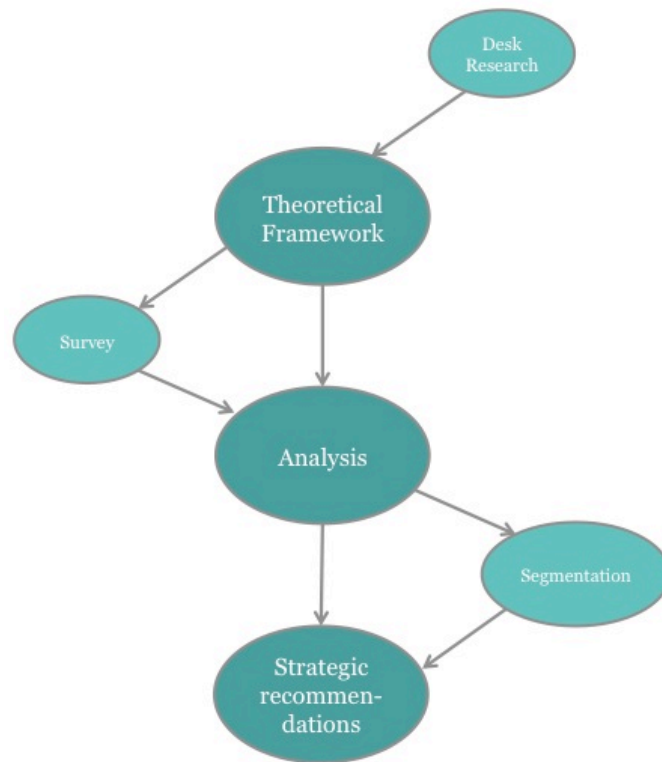 Desk
Research
Theoretical
Framework
Survey
Analysis
Segmentation
Strategic
recommen-
dations